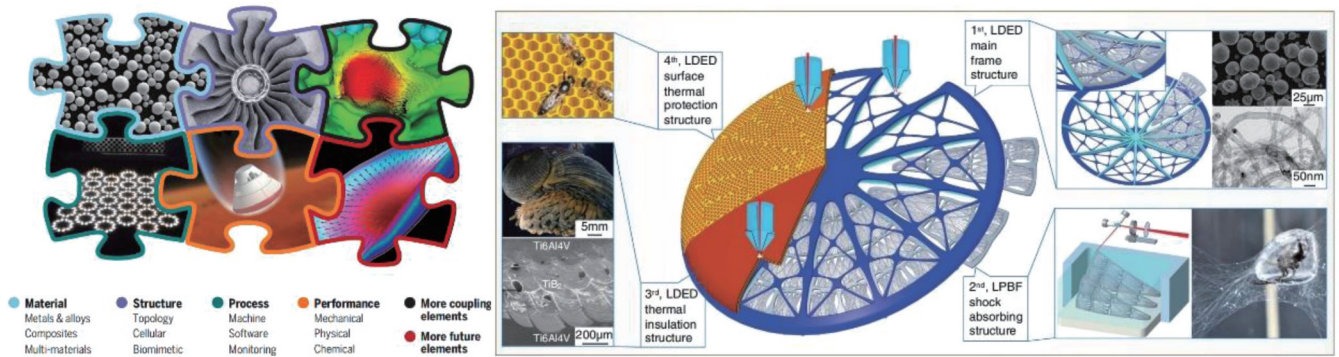 Material
Metals & alloys
Composites
Multi-materials
Structure
Topology
Cellular
Biomimetic
Process
Machine
Software
Monitoring
Performance
Mechanical
Physical
Chemical
More coupling
elements
More future
elements
4th, LDED
surface
thermal
protection
structure
1st, LDED
main
frame
structure
25μm
50nm
5mm
Ti6Al4V
TiB2
Ti6Al4V
200μm
3rd, LDED
thermal
insulation
structure
2nd, LPBF
shock
absorbing
structure